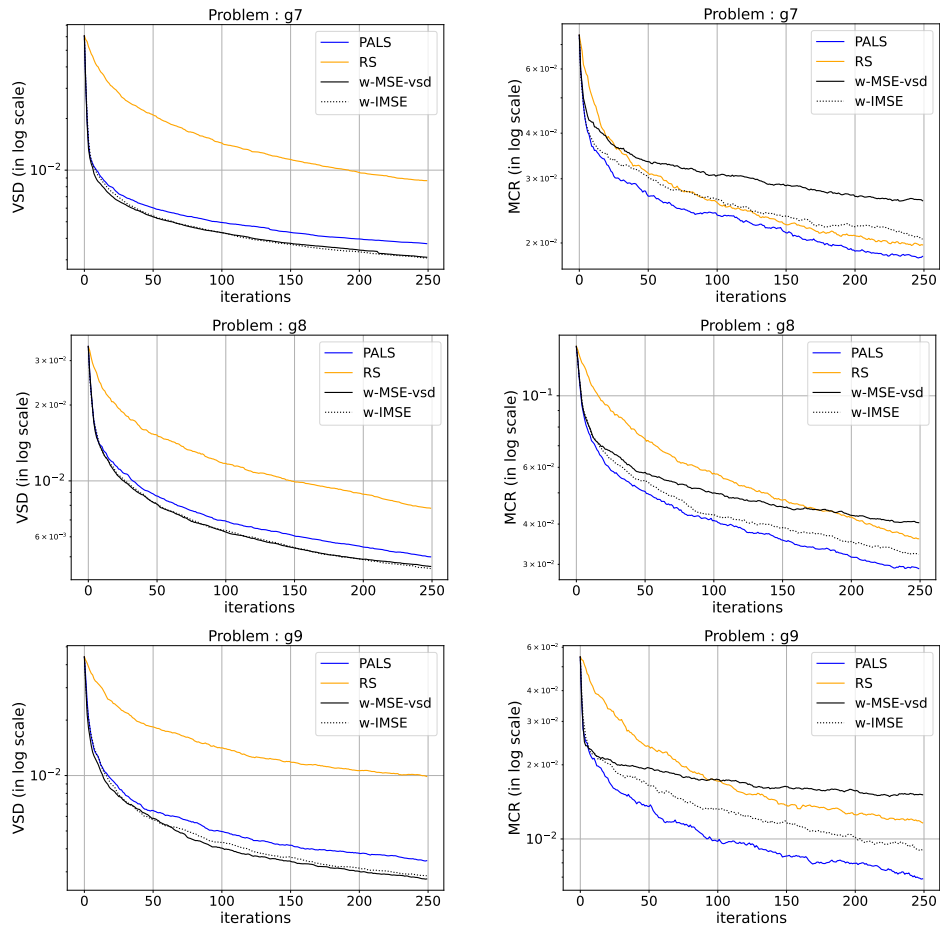 Problem : g7
VSD (in log scale)
10⁻²
PALS
RS
w-MSE-vsd
w-IMSE
0 50 100 150 200 250
iterations
Problem : g7
MCR (in log scale)
6 × 10⁻²
4 × 10⁻²
3 × 10⁻²
2 × 10⁻²
PALS
RS
w-MSE-vsd
w-IMSE
0 50 100 150 200 250
iterations
Problem : g8
VSD (in log scale)
3 × 10⁻²
2 × 10⁻²
10⁻²
6 × 10⁻³
PALS
RS
w-MSE-vsd
w-IMSE
0 50 100 150 200 250
iterations
Problem : g8
MCR (in log scale)
10⁻¹
6 × 10⁻²
4 × 10⁻²
3 × 10⁻²
PALS
RS
w-MSE-vsd
w-IMSE
0 50 100 150 200 250
iterations
Problem : g9
VSD (in log scale)
10⁻²
PALS
RS
w-MSE-vsd
w-IMSE
0 50 100 150 200 250
iterations
Problem : g9
MCR (in log scale)
6 × 10⁻²
4 × 10⁻²
3 × 10⁻²
2 × 10⁻²
10⁻²
PALS
RS
w-MSE-vsd
w-IMSE
0 50 100 150 200 250
iterations